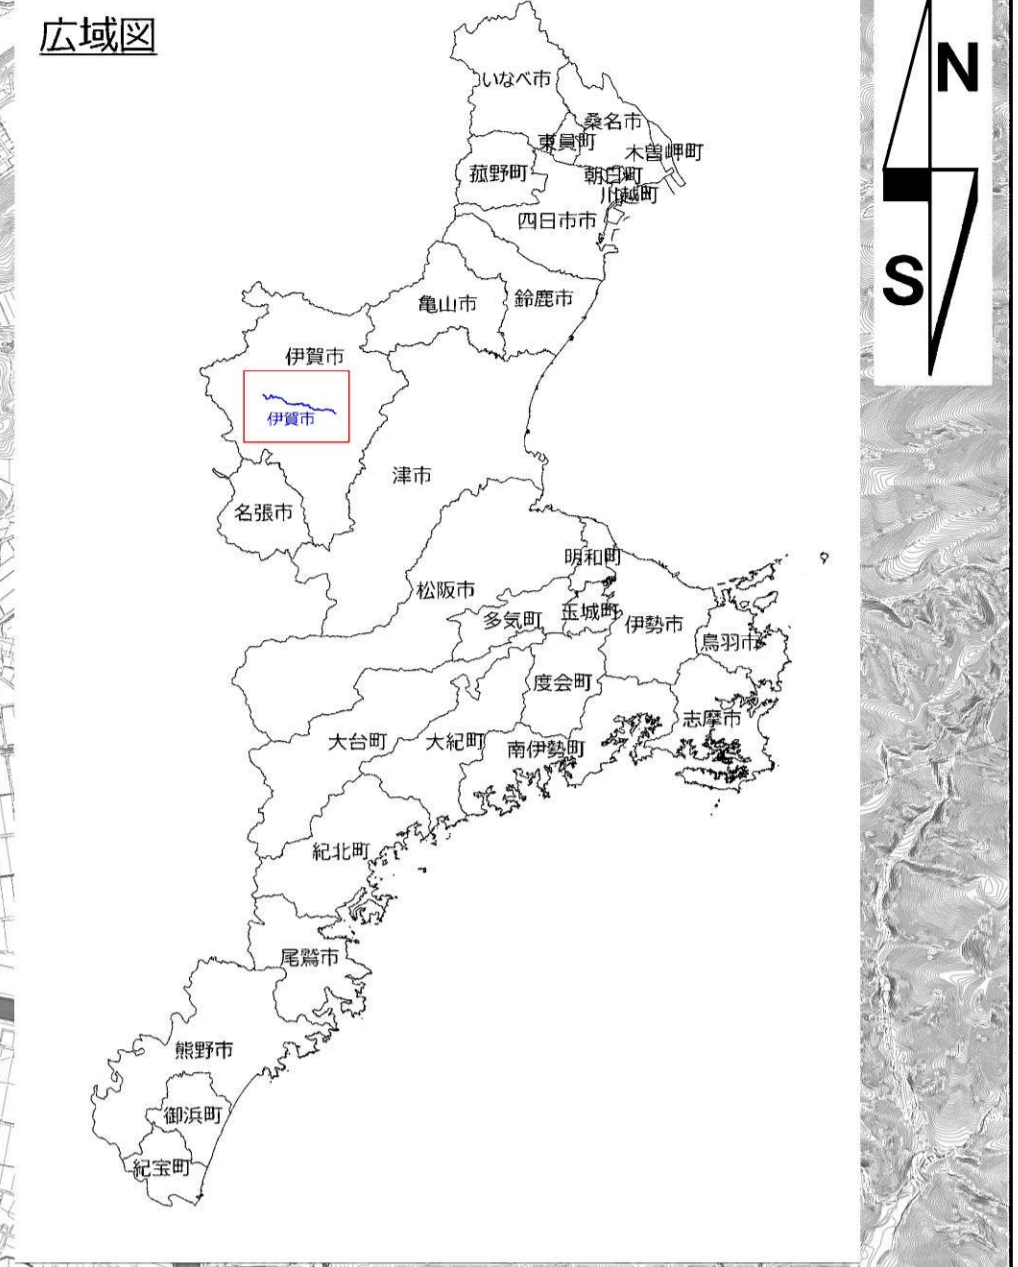 広域図
N
S
いなべ市
桑名市
東員町
木曽岬町
菰野町
朝日町
川越町
四日市市
亀山市
鈴鹿市
伊賀市
伊賀市
津市
名張市
明和町
松阪市
多気町
玉城町
伊勢市
鳥羽市
度会町
志摩市
大台町
大紀町
南伊勢町
紀北町
尾鷲市
熊野市
御浜町
紀宝町